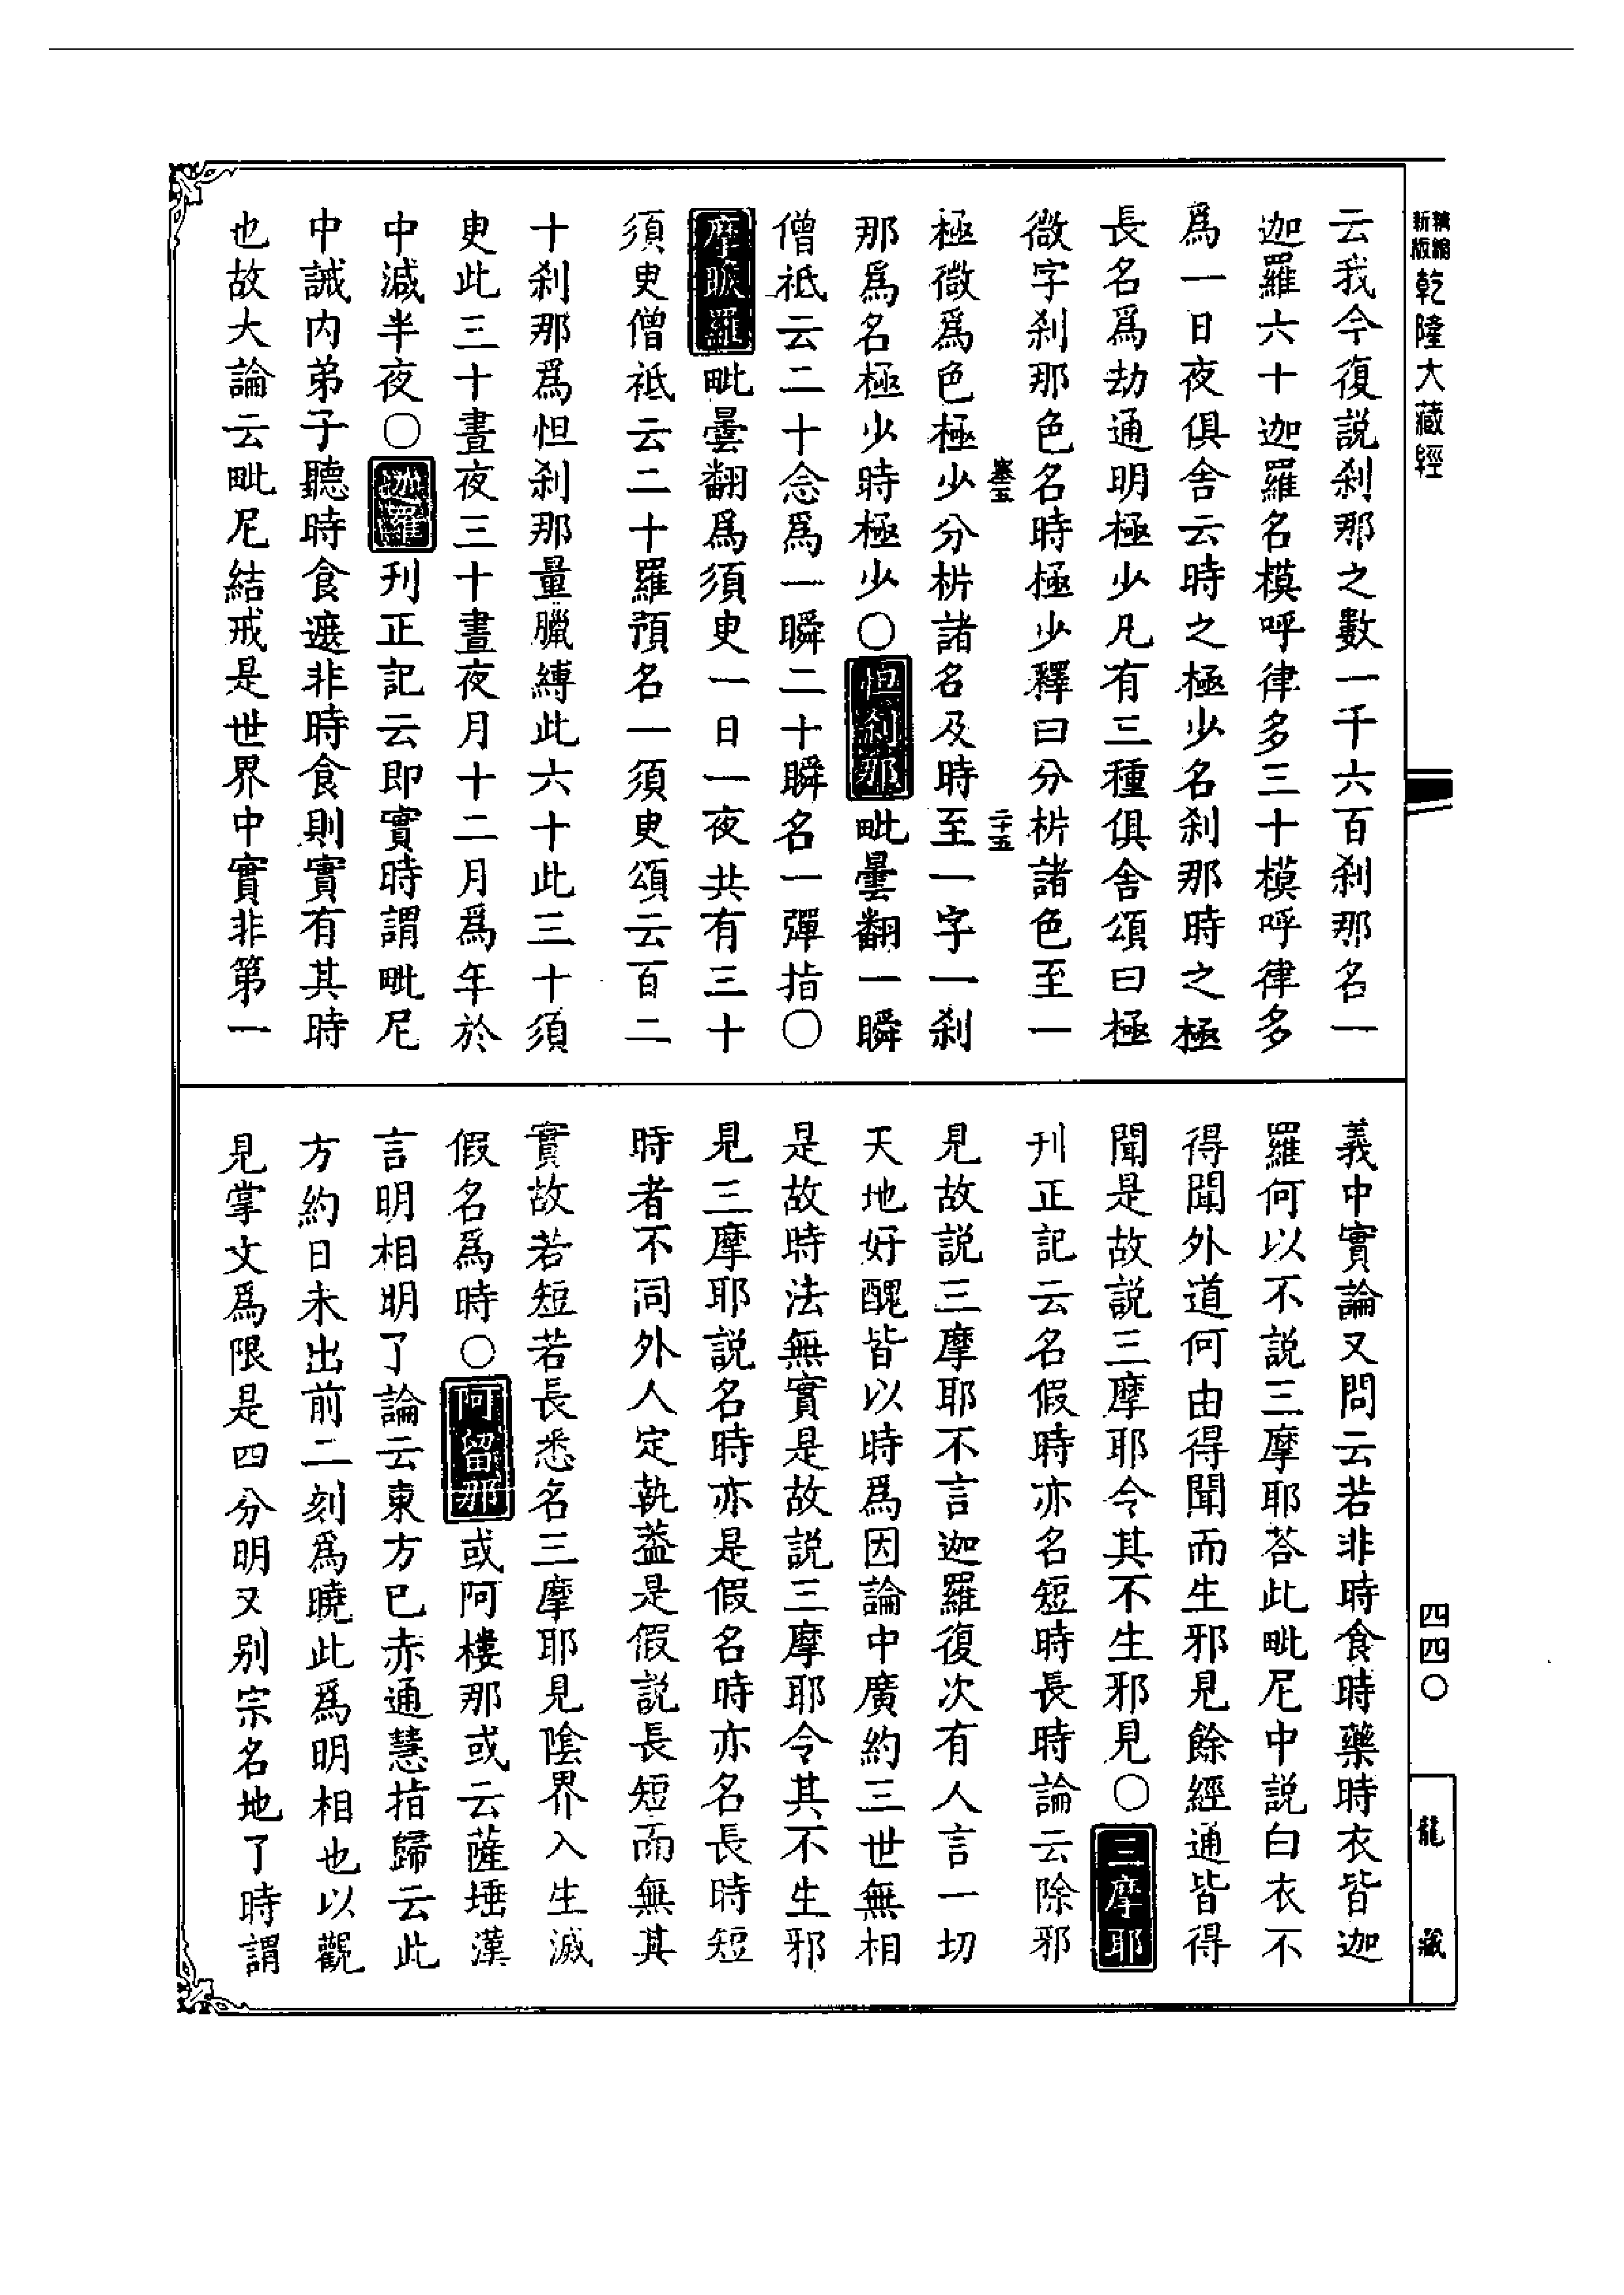 精縮新版乾隆大藏經
云我今復説刹那之數一千六百刹那名一
迦羅六十迦羅名模呼律多三十模呼律多
爲一日夜俱舍云時之極少名刹那時之極
長名爲劫通明極少凡有三種俱舍頌曰極
微字刹那色名時極少釋曰分析諸色至一
極微爲色極少分析諸名及時至一字一刹
那爲名極少時極少○怛刹那毗曇翻一瞬
僧祇云二十念爲一瞬二十瞬名一彈指○
摩睺羅毗曇翻爲須臾一日一夜共有三十
須臾僧祇云二十羅預名一須臾頌云百二
十刹那爲怛刹那量臘縛此六十此三十須
臾此三十晝夜三十晝夜月十二月爲年於
中減半夜○迦羅刋正記云即實時謂毗尼
中誡内弟子聽時食遮非時食則實有其時
也故大論云毗尼結戒是世界中實非第一
二十五
義中實論又問云若非時食時藥時衣皆迦
羅何以不説三摩耶荅此毗尼中説白衣不
得聞外道何由得聞而生邪見餘經通皆得
聞是故説三摩耶令其不生邪見○三摩耶
刋正記云名假時亦名短時長時論云除邪
見故説三摩耶不言迦羅復次有人言一切
天地好醜皆以時爲因論中廣約三世無相
是故時法無實是故説三摩耶令其不生邪
見三摩耶説名時亦是假名時亦名長時短
時者不同外人定執葢是假説長短而無其
實故若短若長悉名三摩耶見陰界入生滅
假名爲時○阿留那或阿樓那或云薩埵漢
言明相明了論云東方已赤通慧指歸云此
方約日未出前二刻爲曉此爲明相也以觀
見掌文爲限是四分明又别宗名地了時謂
四四〇
龍藏